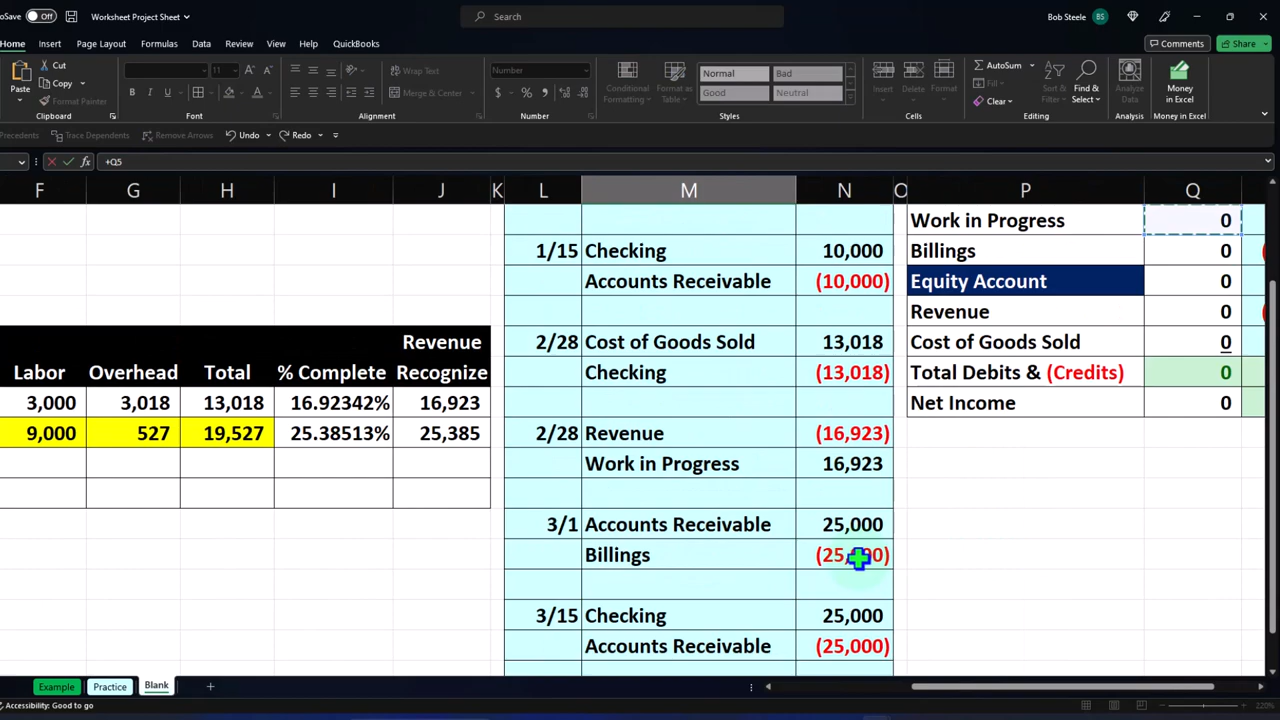 oSave Off Worksheet Project Sheet Search Bob Steele BS
Home Insert Page Layout Formulas Data Review View Help QuickBooks Comments Share
Paste Cut Copy Format Painter Clipboard
11 A A B I U Font
Merge & Center Alignment
Number $ % Number
Conditional Formatting Format as Table Normal Bad Good Neutral Styles
Insert Delete Format Cells
AutoSum Fill Clear Sort & Filter Find & Select Editing
Analyze Data Analysis
Money in Excel Money in Excel
Precedents Trace Dependents Remove Arrows Undo Redo
fx +Q5
F G H I J K L M N O P Q
Work in Progress 0
1/15 Checking 10,000 Billings 0
Accounts Receivable (10,000) Equity Account 0
Revenue 0
Revenue 2/28 Cost of Goods Sold 13,018 Cost of Goods Sold 0
Labor Overhead Total % Complete Recognize Checking (13,018) Total Debits & (Credits) 0
3,000 3,018 13,018 16.92342% 16,923 Net Income 0
9,000 527 19,527 25.38513% 25,385 2/28 Revenue (16,923)
Work in Progress 16,923
3/1 Accounts Receivable 25,000
Billings
3/15 Checking 25,000
Accounts Receivable (25,000)
Example Practice Blank
Accessibility: Good to go 220%